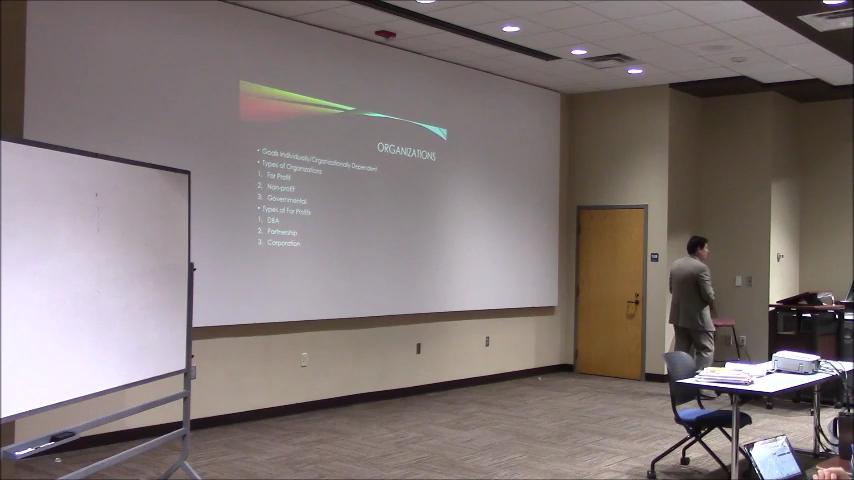 ORGANIZATIONS
• Goals Individually/Organizationally Dependent
• Types of Organizations
1. For Profit
2. Non-profit
3. Governmental
• Types of For Profits
1. DBA
2. Partnership
3. Corporation